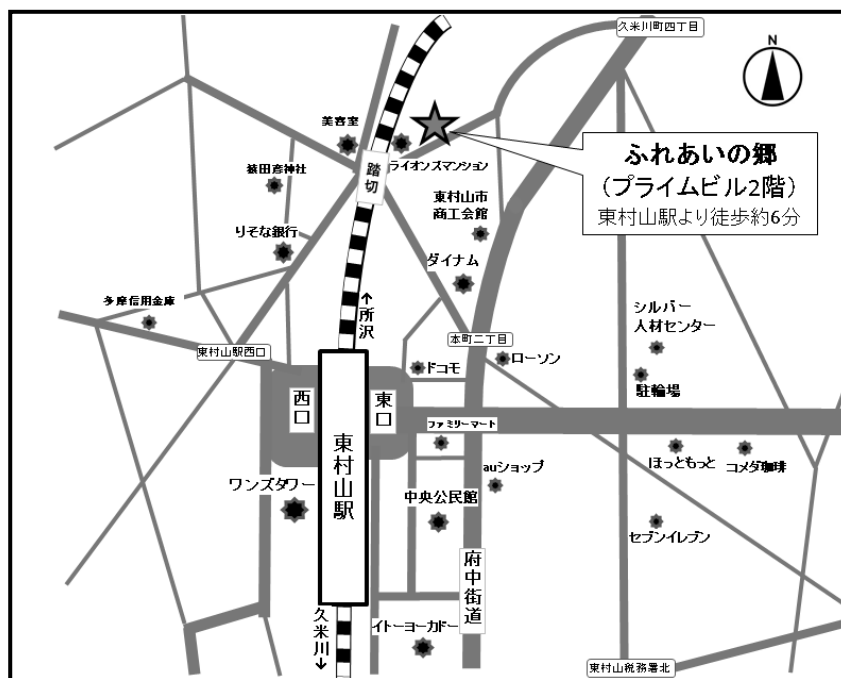 久米川町四丁目
N
美容室
ライオンズマンション
踏切
猿田彦神社
ふれあいの郷
(プライムビル2階)
東村山駅より徒歩約6分
東村山市
商工会館
りそな銀行
ダイナム
多摩信用金庫
↑所沢
シルバー
人材センター
東村山駅西口
本町二丁目
ローソン
ドコモ
駐輪場
西口
東口
ファミリーマート
東村山駅
auショップ
ほっともっと
コメダ珈琲
ワンズタワー
中央公民館
セブンイレブン
府中街道
久米川↓
イトーヨーカドー
東村山税務署北